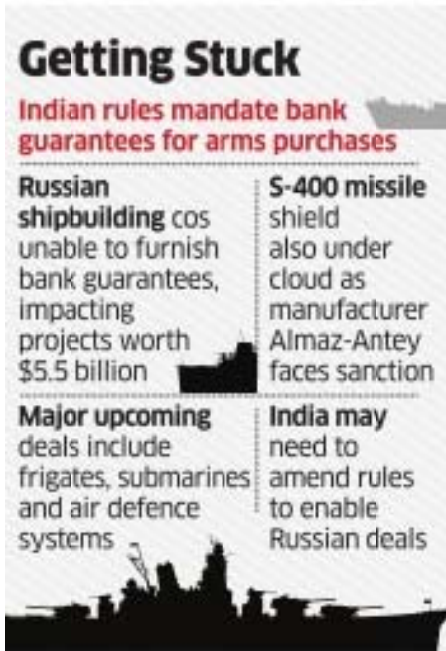 Getting Stuck
Indian rules mandate bank
guarantees for arms purchases
Russian
shipbuilding cos
unable to furnish
bank guarantees,
impacting
projects worth
$5.5 billion
S-400 missile
shield
also under
cloud as
manufacturer
Almaz-Antey
faces sanction
Major upcoming
deals include
frigates, submarines
and air defence
systems
India may
need to
amend rules
to enable
Russian deals